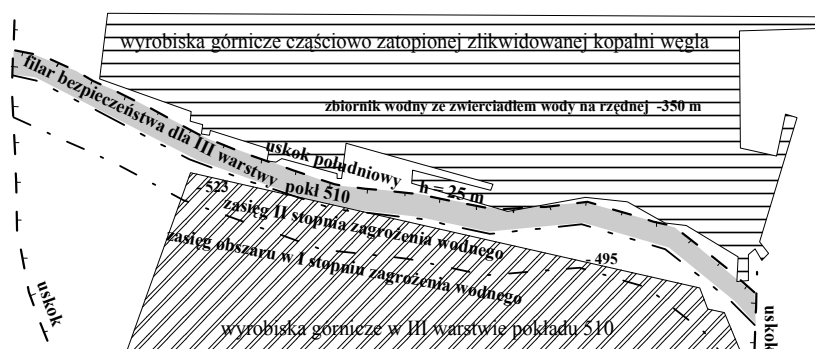 wyrobiska górnicze cząściowo zatopionej zlikwidowanej kopalni węgla
filar bezpieczeństwa dla III warstwy pokł 510
zbiornik wodny ze zwierciadłem wody na rzędnej -350 m
uskok południowy
h = 25 m
- 523
zasięg II stopnia zagrożenia wodnego
zasięg obszaru w I stopniu zagrożenia wodnego
- 495
uskok
wyrobiska górnicze w III warstwie pokładu 510
uskok